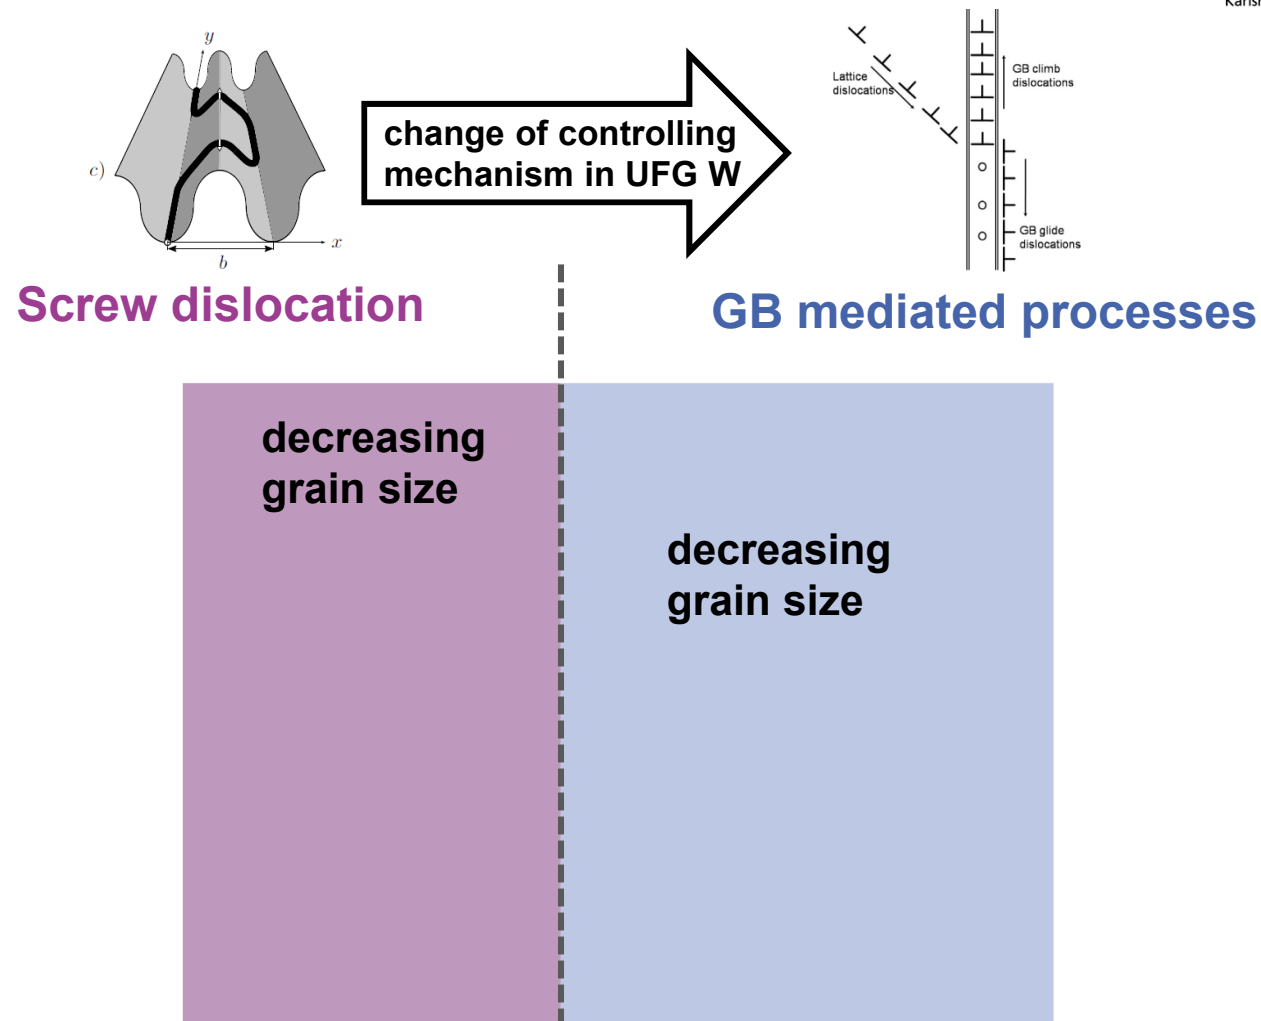 Karlsr
y
c)
x
b
change of controlling
mechanism in UFG W
Lattice
dislocations
GB climb
dislocations
GB glide
dislocations
Screw dislocation
GB mediated processes
decreasing
grain size
decreasing
grain size